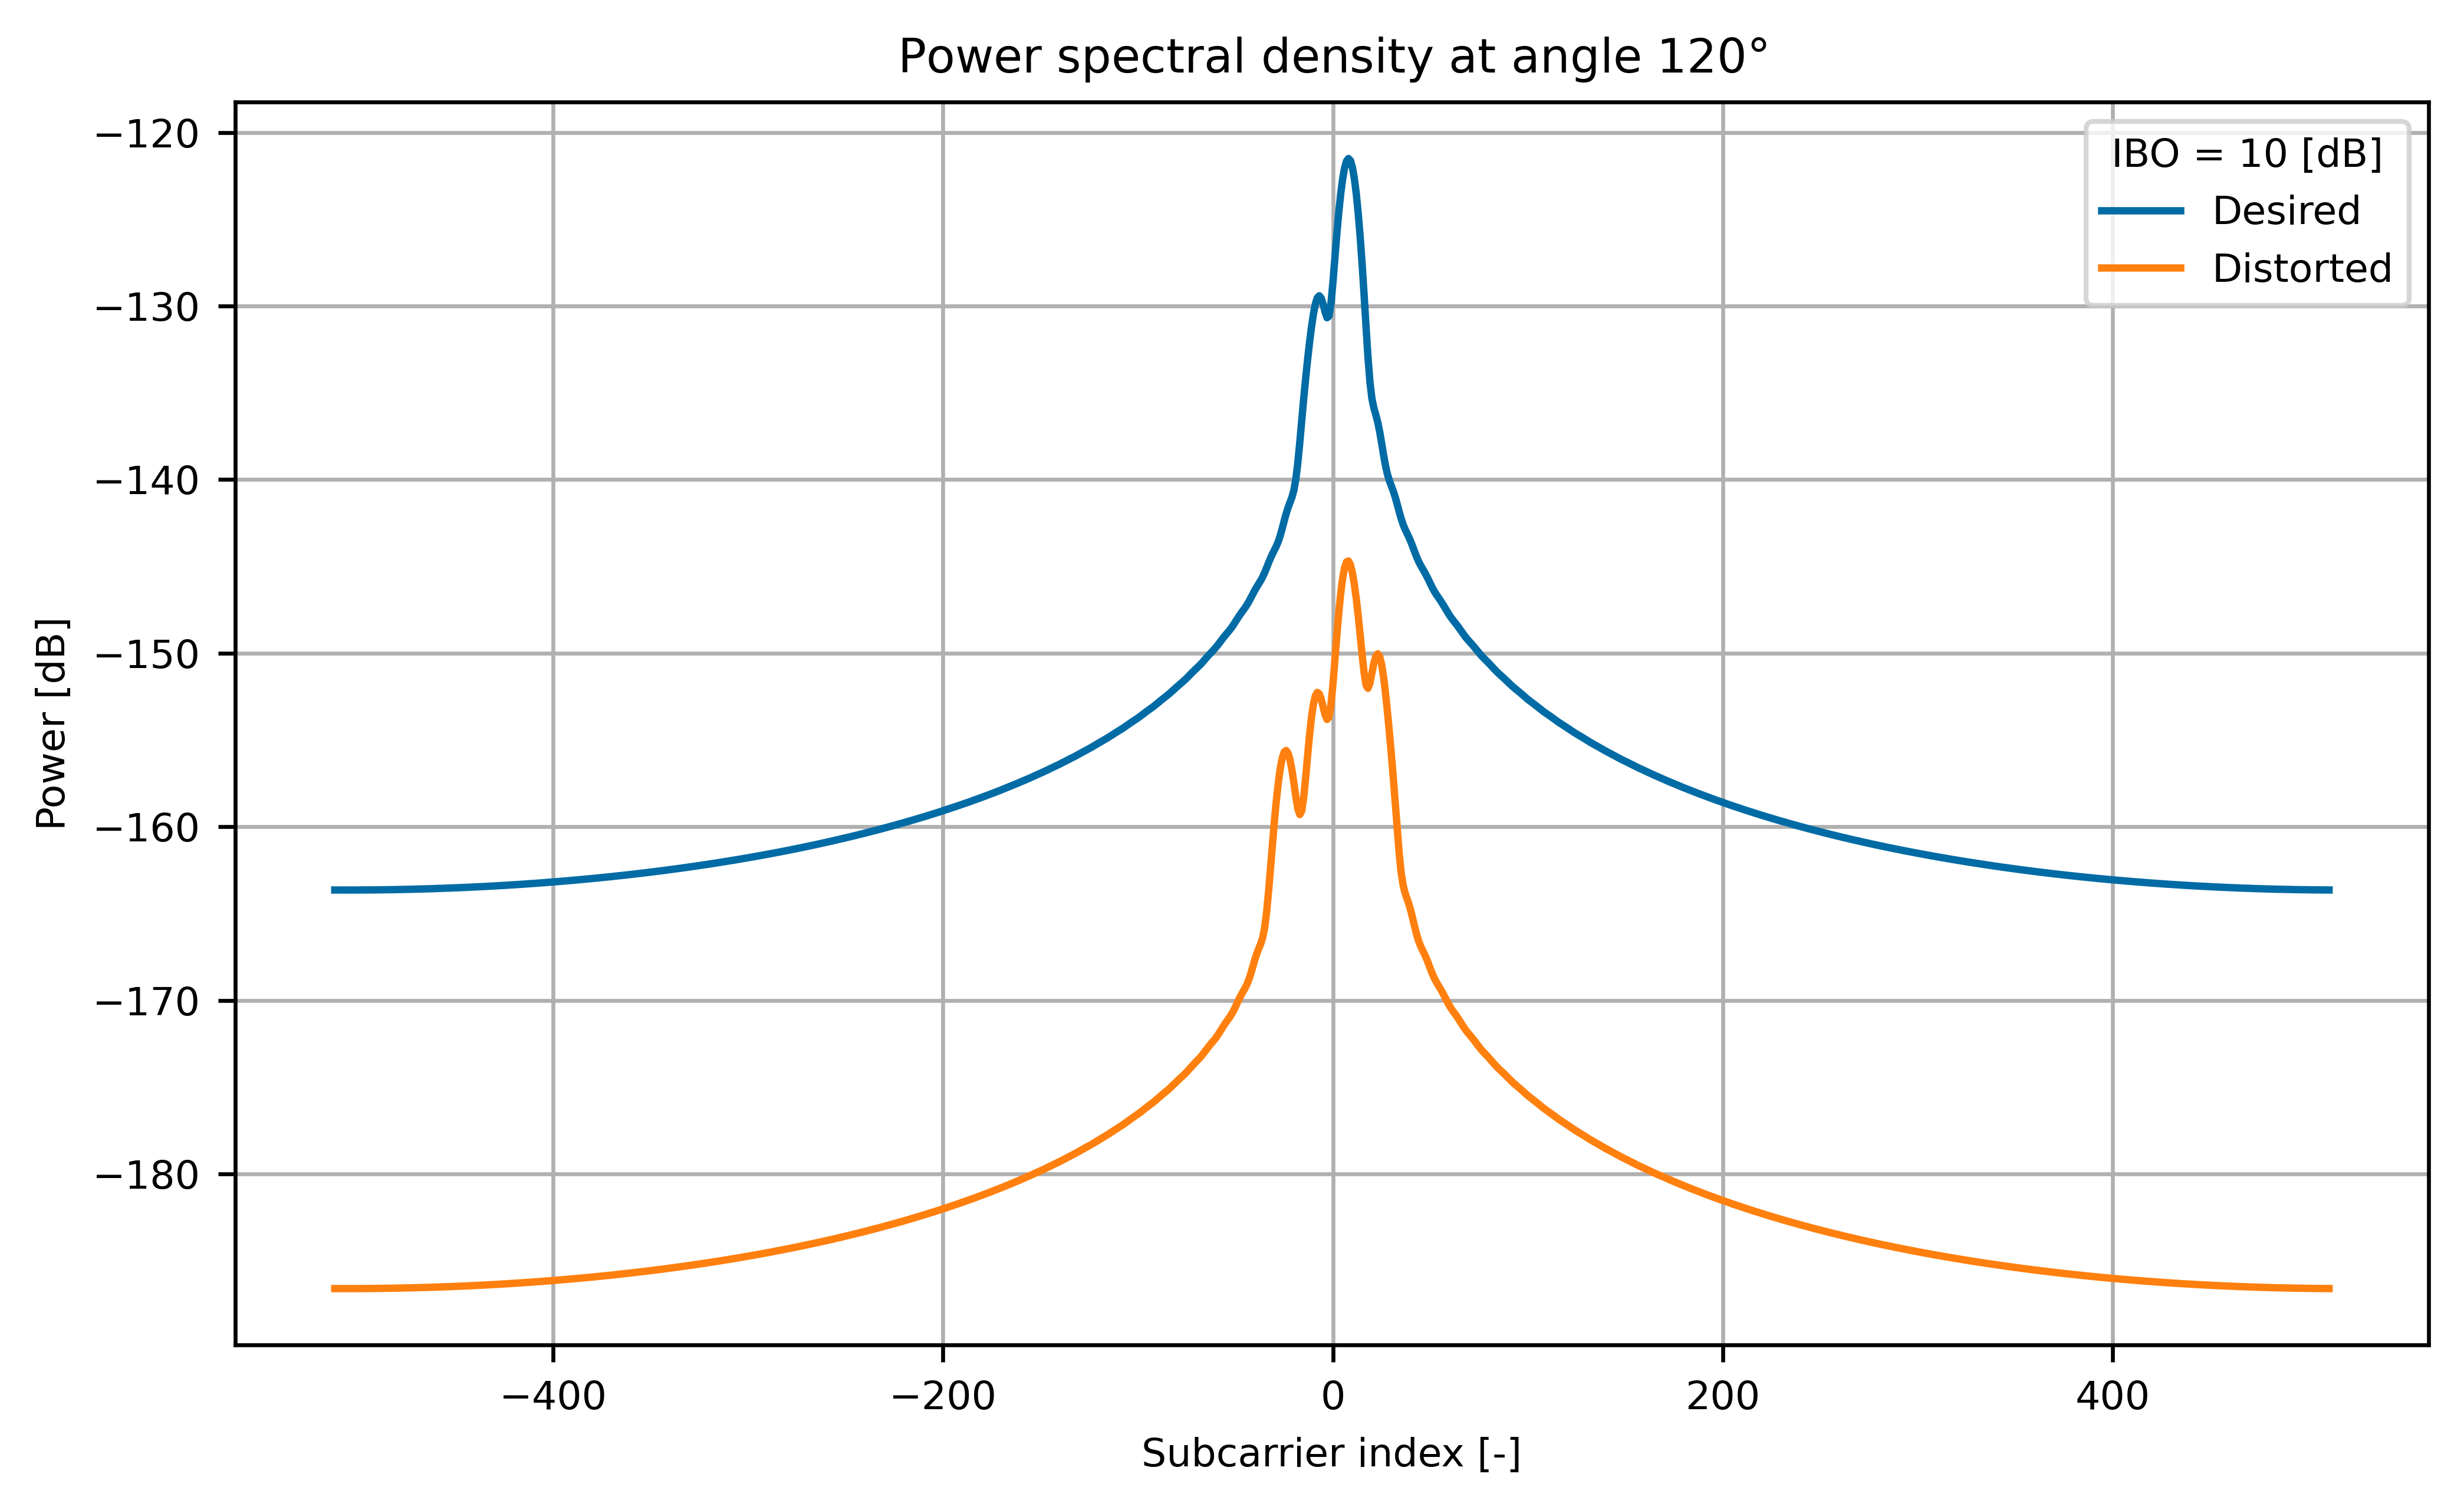 Power spectral density at angle 120°
−120
−130
−140
−150
−160
−170
−180
Power [dB]
IBO = 10 [dB]
Desired
Distorted
−400
−200
0
200
400
Subcarrier index [-]